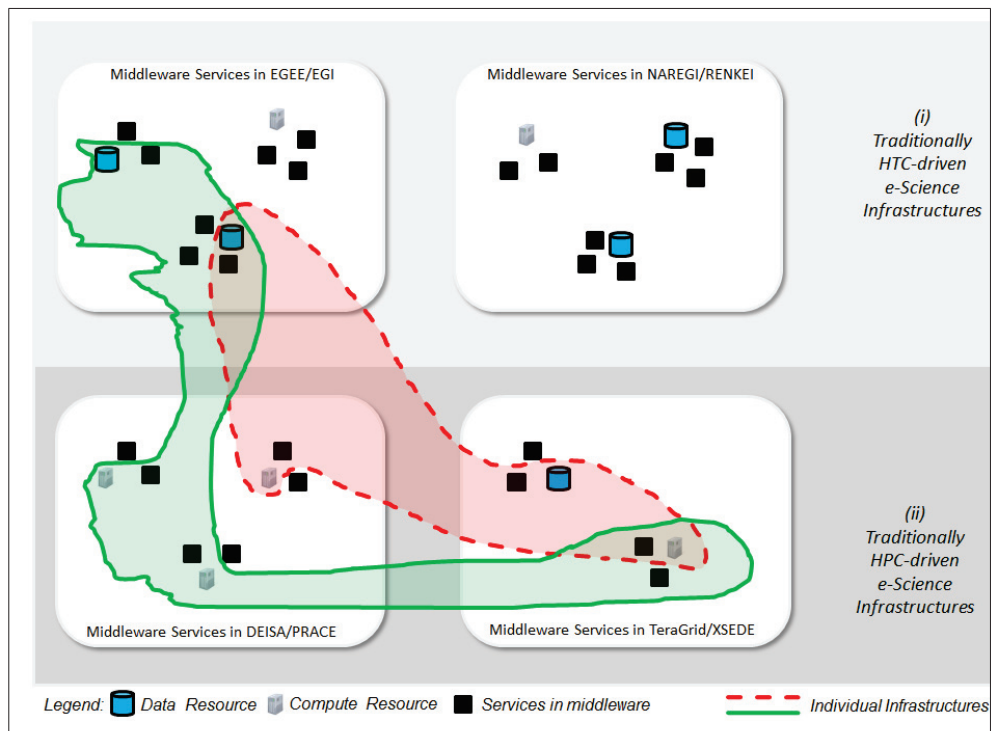 Middleware Services in EGEE/EGI
Middleware Services in NAREGI/RENKEI
(i)
Traditionally
HTC-driven
e-Science
Infrastructures
(ii)
Traditionally
HPC-driven
e-Science
Infrastructures
Middleware Services in DEISA/PRACE
Middleware Services in TeraGrid/XSEDE
Legend: Data Resource Compute Resource Services in middleware Individual Infrastructures